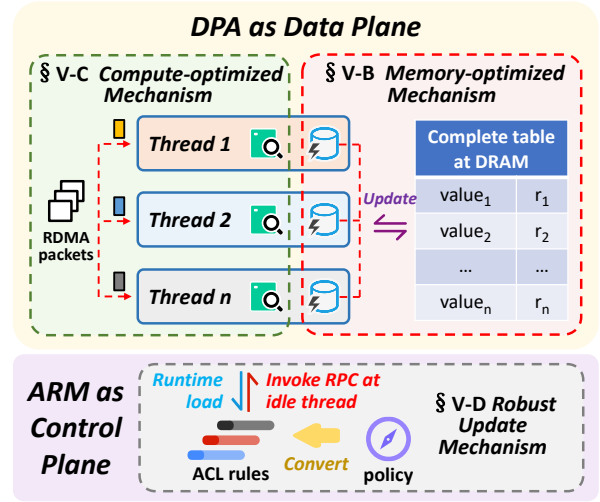 DPA as Data Plane
§ V-C Compute-optimized
Mechanism
§ V-B Memory-optimized
Mechanism
RDMA
packets
Thread 1
Thread 2
Thread n
Update
Complete table
at DRAM
value1 r1
value2 r2
... ...
valuen rn
ARM as
Control
Plane
Runtime
load
Invoke RPC at
idle thread
ACL rules
Convert
policy
§ V-D Robust
Update
Mechanism